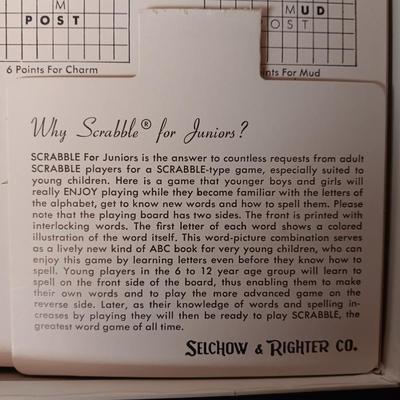 M
POST
MUD
OST
6 Points For Charm
nts For Mud
Why Scrabble® for Juniors?
SCRABBLE For Juniors is the answer to countless requests from adult
SCRABBLE players for a SCRABBLE-type game, especially suited to
young children. Here is a game that younger boys and girls will
really ENJOY playing while they become familiar with the letters of
the alphabet, get to know new words and how to spell them. Please
note that the playing board has two sides. The front is printed with
interlocking words. The first letter of each word shows a colored
illustration of the word itself. This word-picture combination serves
as a lively new kind of ABC book for very young children, who can
enjoy this game by learning letters even before they know how to
spell. Young players in the 6 to 12 year age group will learn to
spell on the front side of the board, thus enabling them to make
their own words and to play the more advanced game on the
reverse side. Later, as their knowledge of words and spelling in-
creases by playing they will then be ready to play SCRABBLE, the
greatest word game of all time.
SELCHOW & RIGHTER CO.